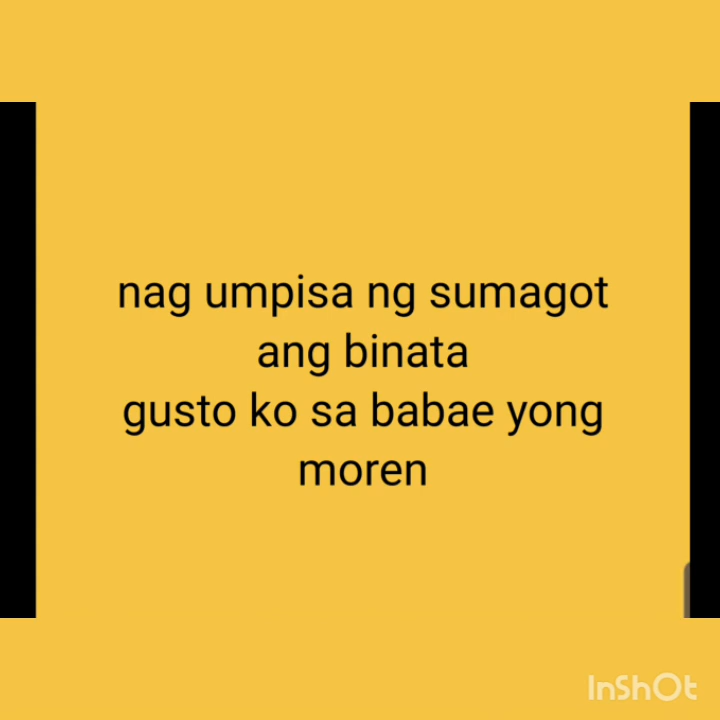 nag umpisa ng sumagot
ang binata
gusto ko sa babae yong
moren
InShOt